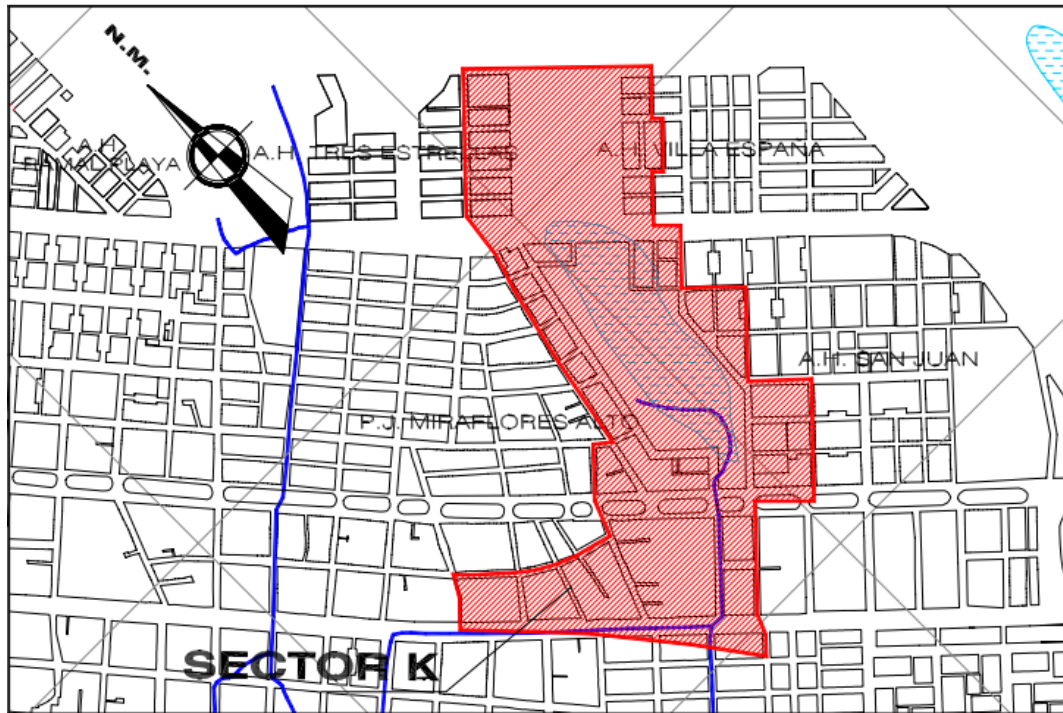 N.M.
A.H.
RAMAL PLAYA
A.H. TRES ESTRELLAS
A.H. VILLA ESPAÑA
A.H. SAN JUAN
P.J. MIRAFLORES ALTO
SECTOR K